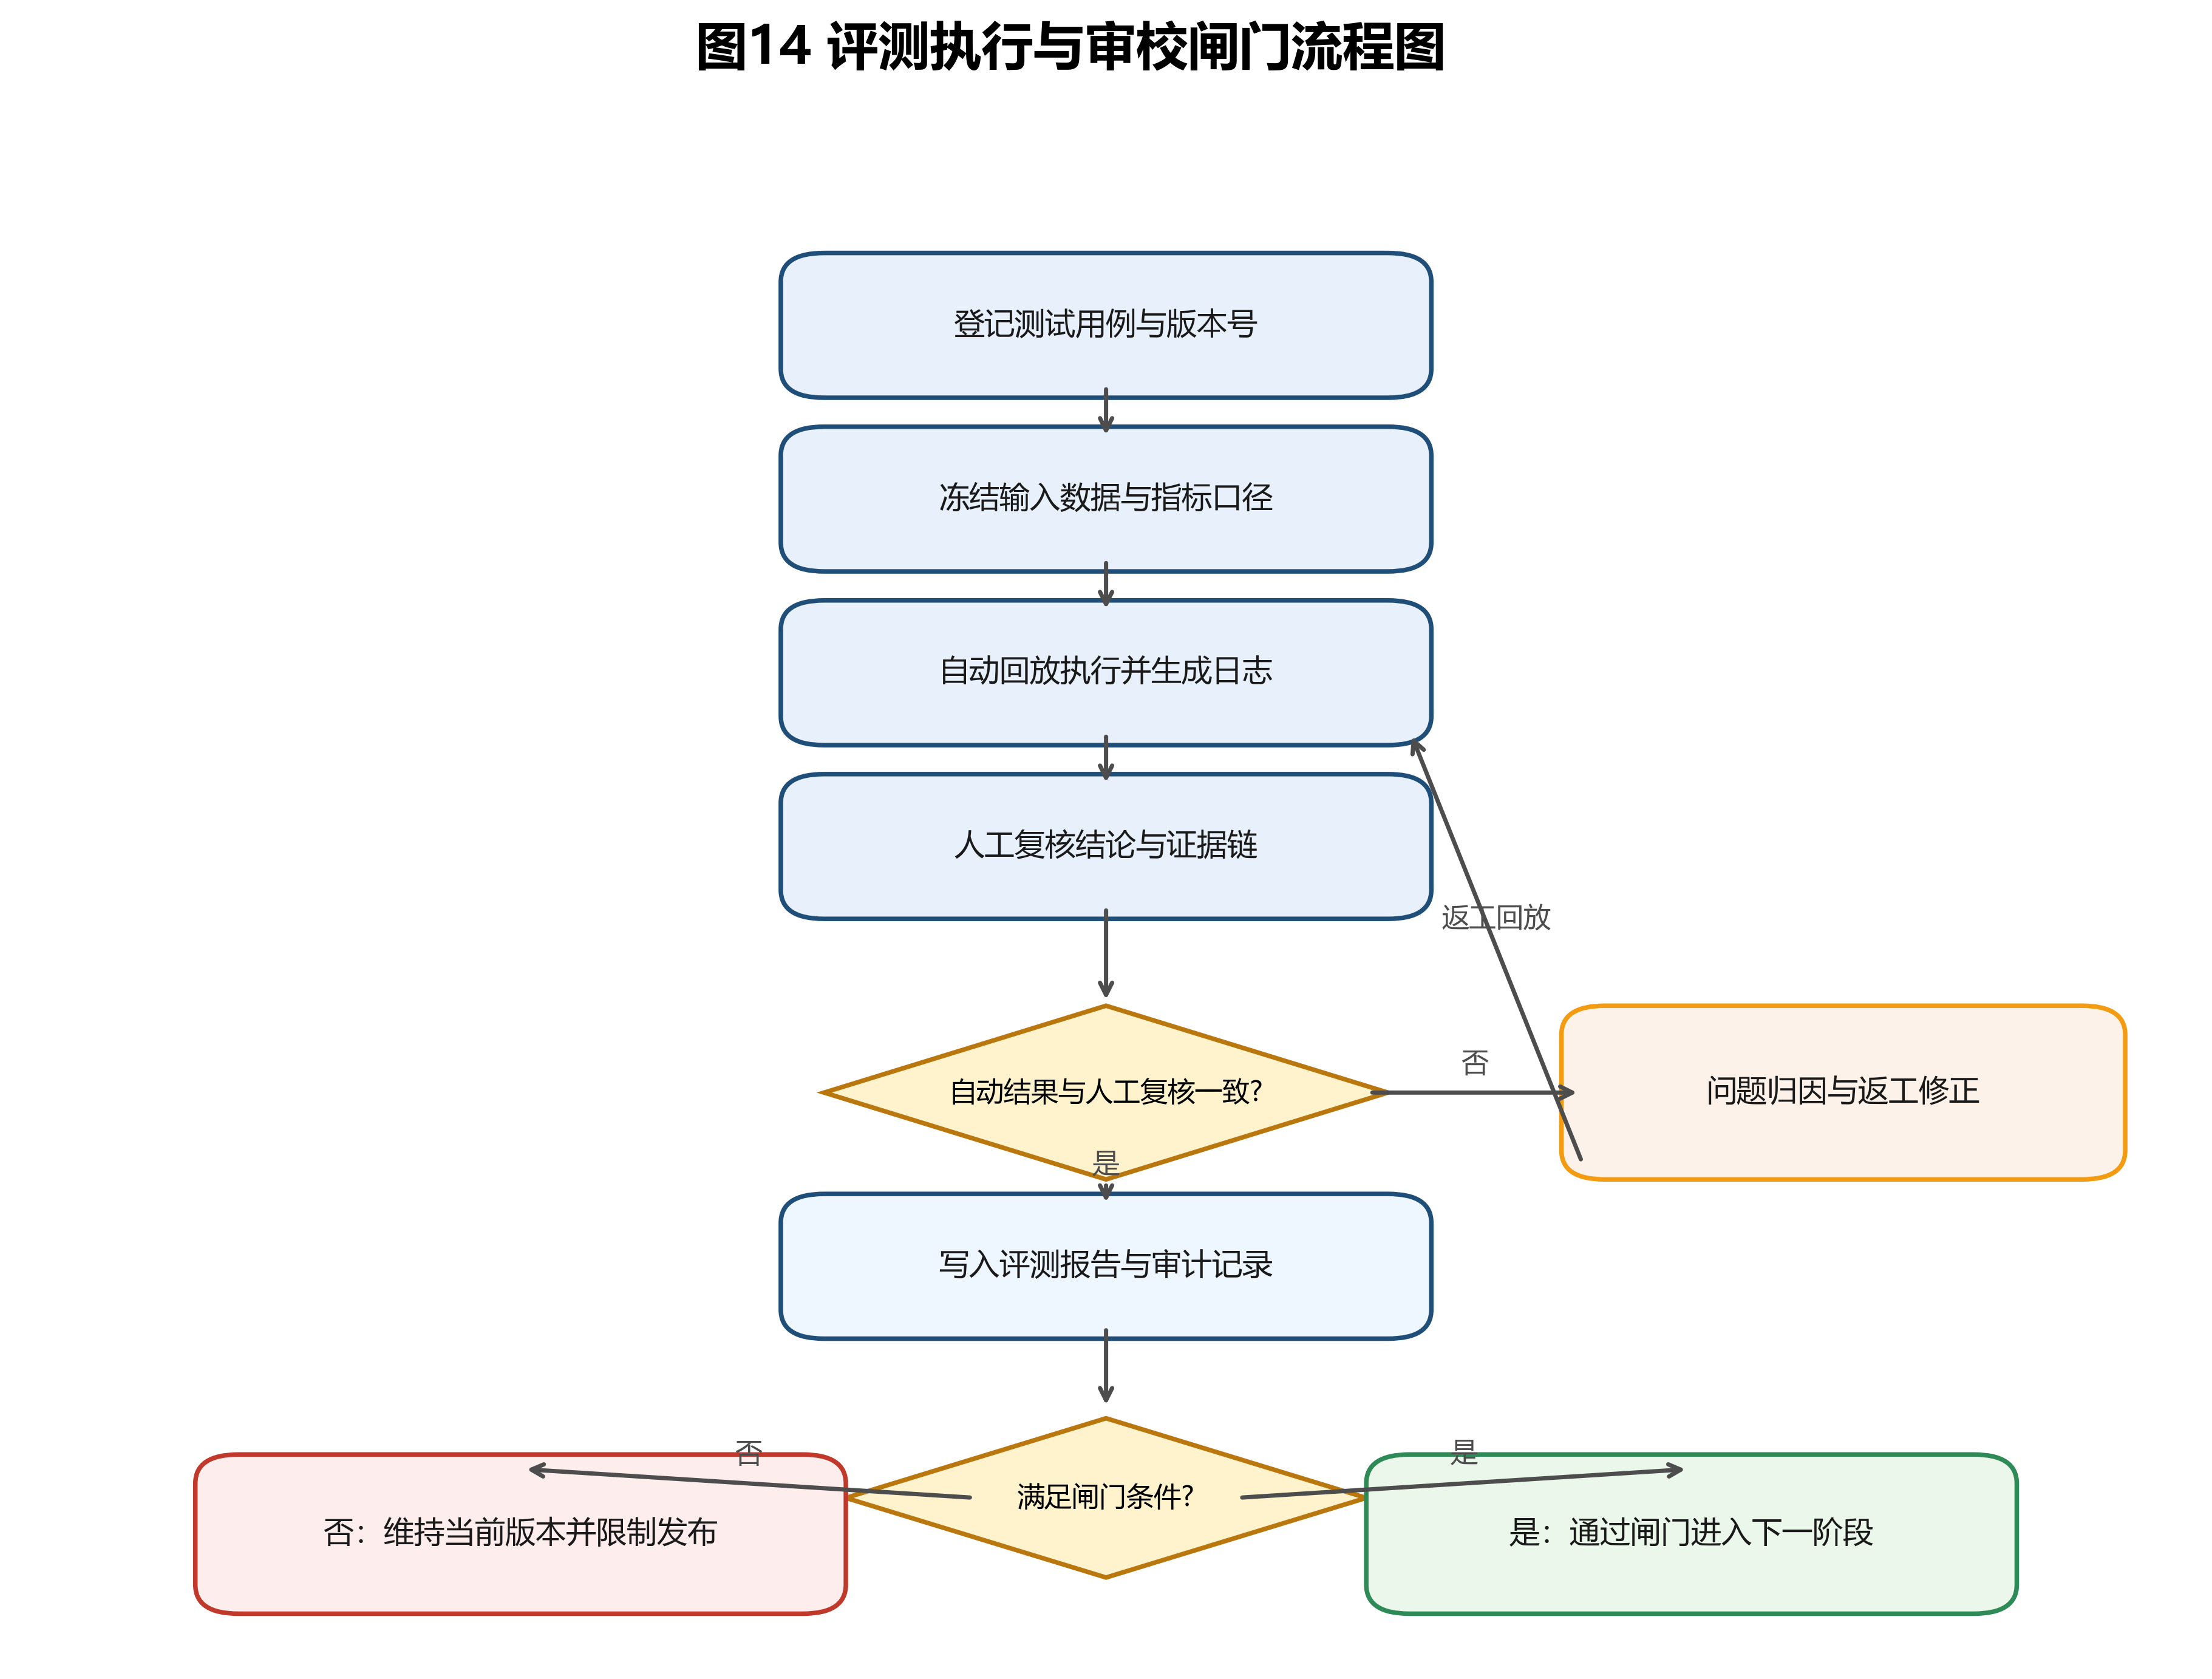 图14 评测执行与审校闸门流程图
登记测试用例与版本号
冻结输入数据与指标口径
自动回放执行并生成日志
人工复核结论与证据链
返工回放
自动结果与人工复核一致?
否
问题归因与返工修正
是
写入评测报告与审计记录
否
是
满足闸门条件?
否：维持当前版本并限制发布
是：通过闸门进入下一阶段